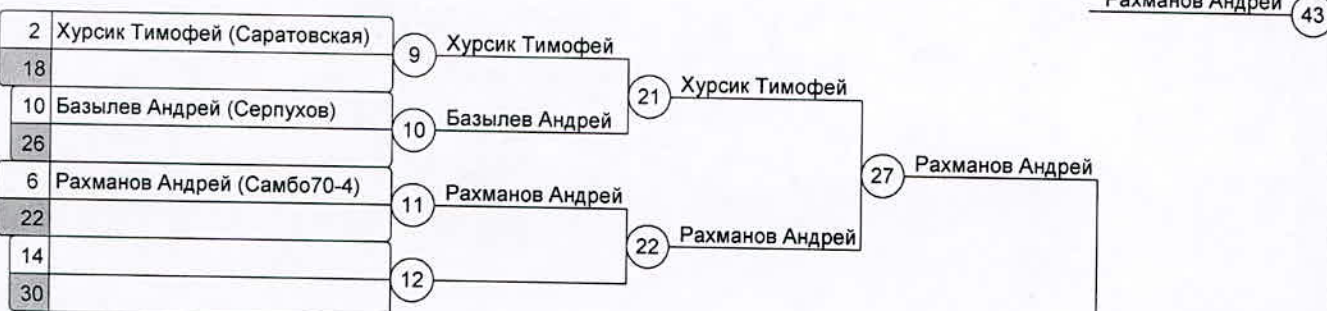 Рахманов Андрей 43
2 Хурсик Тимофей (Саратовская)
18
9 Хурсик Тимофей
10 Базылев Андрей (Серпухов)
26
10 Базылев Андрей
21 Хурсик Тимофей
6 Рахманов Андрей (Самбо70-4)
22
11 Рахманов Андрей
14
30
12
22 Рахманов Андрей
27 Рахманов Андрей